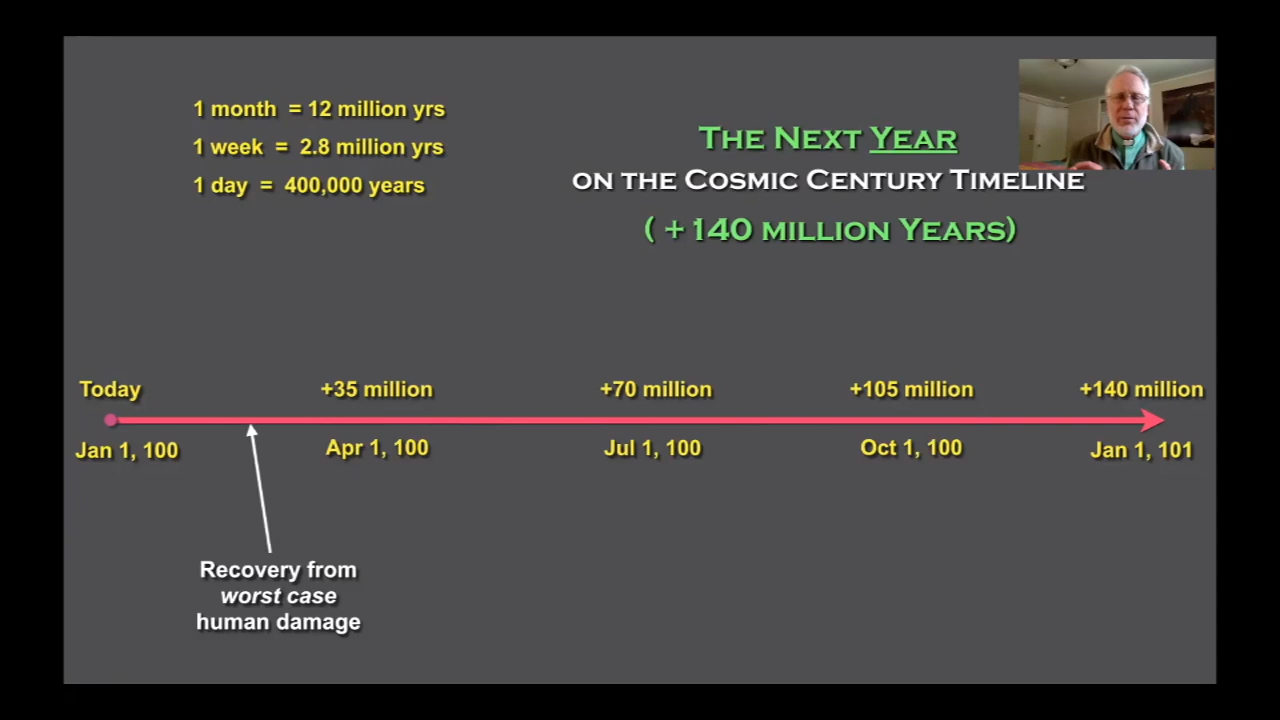 1 month = 12 million yrs
1 week = 2.8 million yrs
1 day = 400,000 years
The Next Year
on the Cosmic Century Timeline
( +140 million Years)
Today
+35 million
+70 million
+105 million
+140 million
Jan 1, 100
Apr 1, 100
Jul 1, 100
Oct 1, 100
Jan 1, 101
Recovery from
worst case
human damage